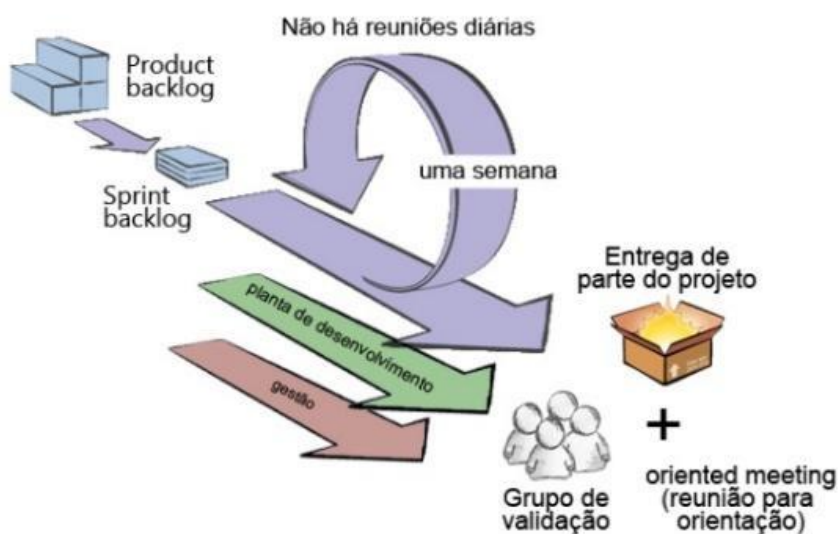 Não há reuniões diárias
Product
backlog
uma semana
Sprint
backlog
Entrega de
parte do projeto
planta de desenvolvimento
gestão
+
Grupo de
validação
oriented meeting
(reunião para
orientação)